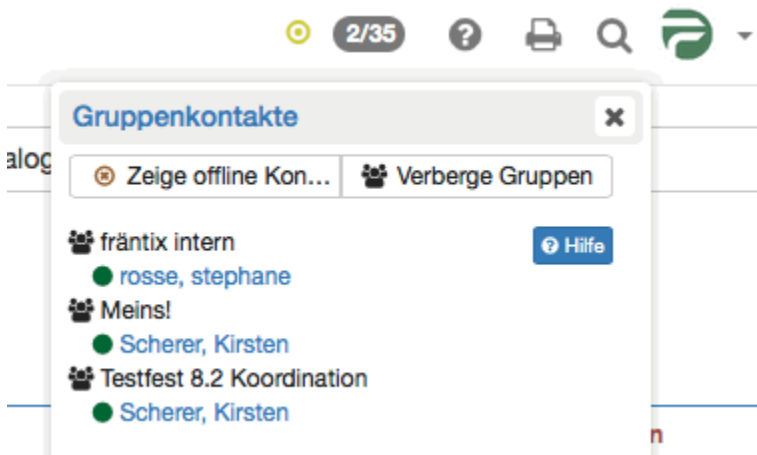 2/35
Gruppenkontakte
alog
Zeige offline Kon... Verberge Gruppen
fräntix intern
Hilfe
rosse, stephane
Meins!
Scherer, Kirsten
Testfest 8.2 Koordination
Scherer, Kirsten
n